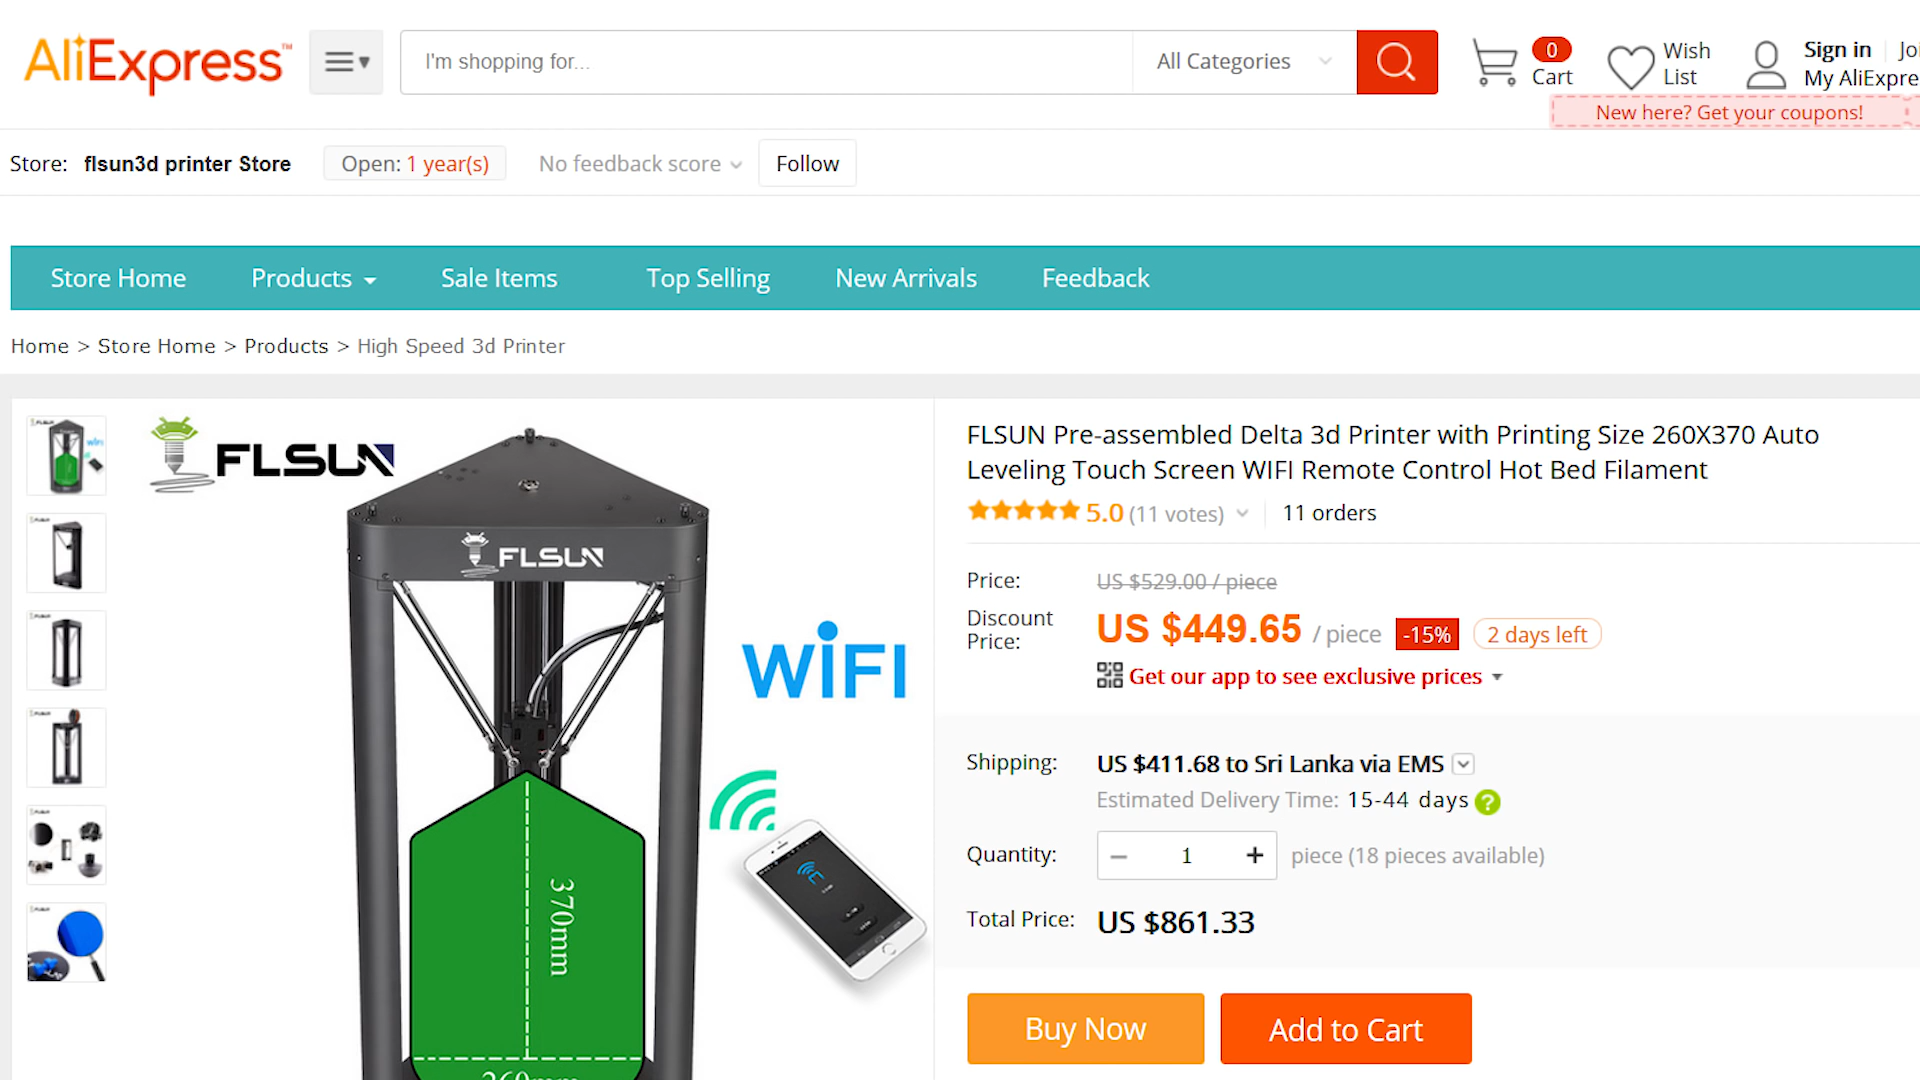 AliExpress™
I'm shopping for...
All Categories
0
Cart
Wish
List
Sign in
My AliExpre
New here? Get your coupons!
Store: flsun3d printer Store
Open: 1 year(s)
No feedback score
Follow
Store Home
Products
Sale Items
Top Selling
New Arrivals
Feedback
Home > Store Home > Products > High Speed 3d Printer
FLSUN
FLSUN
WiFi
370mm
FLSUN Pre-assembled Delta 3d Printer with Printing Size 260X370 Auto
Leveling Touch Screen WIFI Remote Control Hot Bed Filament
5.0 (11 votes)
11 orders
Price: US $529.00 / piece
Discount
Price:
US $449.65 / piece -15% 2 days left
Get our app to see exclusive prices
Shipping: US $411.68 to Sri Lanka via EMS
Estimated Delivery Time: 15-44 days ?
Quantity: − 1 + piece (18 pieces available)
Total Price: US $861.33
Buy Now
Add to Cart